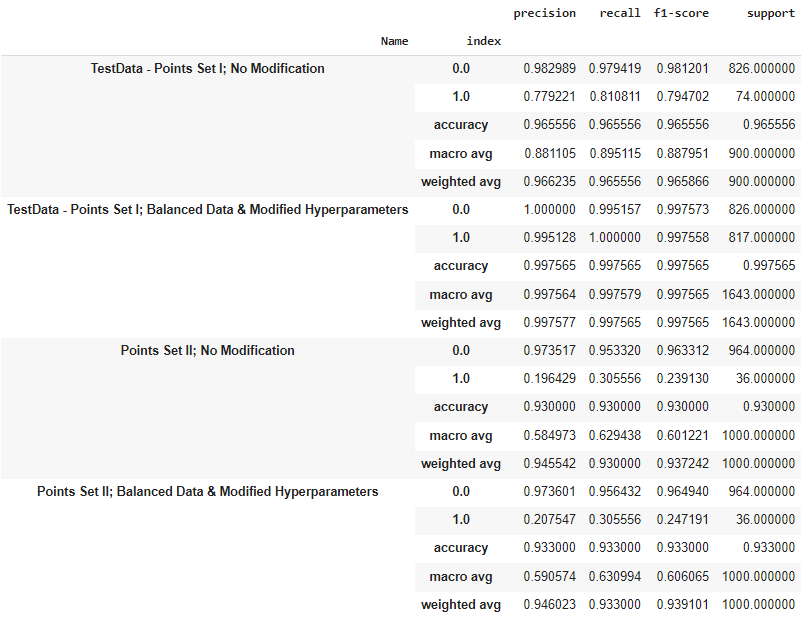 precision recall f1-score support
Name index
TestData - Points Set I; No Modification 0.0 0.982989 0.979419 0.981201 826.000000
1.0 0.779221 0.810811 0.794702 74.000000
accuracy 0.965556 0.965556 0.965556 0.965556
macro avg 0.881105 0.895115 0.887951 900.000000
weighted avg 0.966235 0.965556 0.965866 900.000000
TestData - Points Set I; Balanced Data & Modified Hyperparameters 0.0 1.000000 0.995157 0.997573 826.000000
1.0 0.995128 1.000000 0.997558 817.000000
accuracy 0.997565 0.997565 0.997565 0.997565
macro avg 0.997564 0.997579 0.997565 1643.000000
weighted avg 0.997577 0.997565 0.997565 1643.000000
Points Set II; No Modification 0.0 0.973517 0.953320 0.963312 964.000000
1.0 0.196429 0.305556 0.239130 36.000000
accuracy 0.930000 0.930000 0.930000 0.930000
macro avg 0.584973 0.629438 0.601221 1000.000000
weighted avg 0.945542 0.930000 0.937242 1000.000000
Points Set II; Balanced Data & Modified Hyperparameters 0.0 0.973601 0.956432 0.964940 964.000000
1.0 0.207547 0.305556 0.247191 36.000000
accuracy 0.933000 0.933000 0.933000 0.933000
macro avg 0.590574 0.630994 0.606065 1000.000000
weighted avg 0.946023 0.933000 0.939101 1000.000000